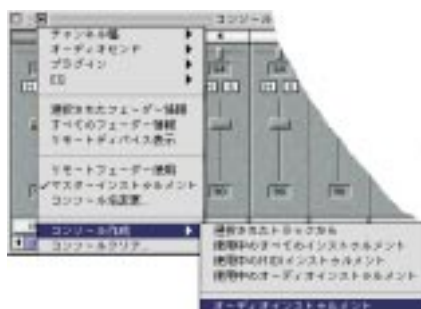 コンソール
チャンネル幅
オーディオセンド
プラグイン
EQ
6
選択されたフェーダー情報
すべてのフェーダー情報
リモートデバイス表示
リモートフェーダー使用
✓マスターインストゥルメント
コンソール名変更...
コンソール作成
コンソールクリア...
選択されたトラックから
使用中のすべてのインストゥルメント
使用中のMIDIインストゥルメント
使用中のオーディオインストゥルメント
オーディオインストゥルメント